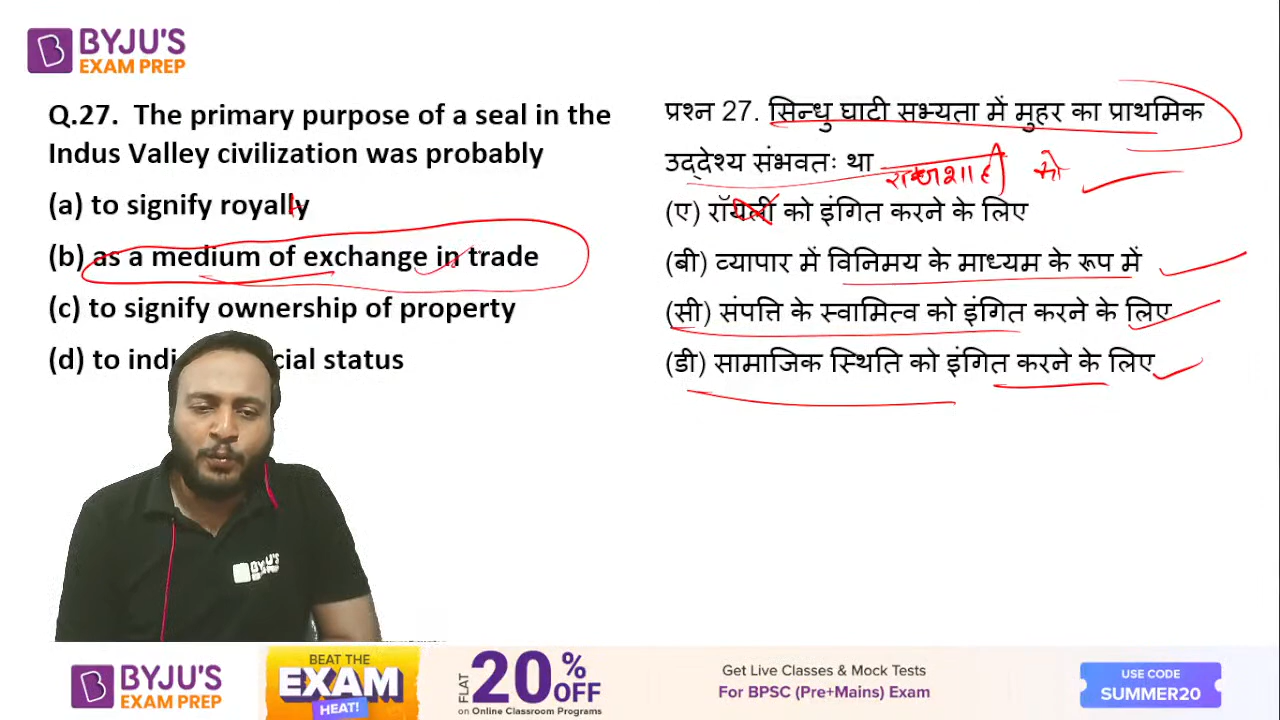 BYJU'S
EXAM PREP
Q.27. The primary purpose of a seal in the
Indus Valley civilization was probably
(a) to signify royally
(b) as a medium of exchange in trade
(c) to signify ownership of property
(d) to indi cial status
प्रश्न 27. सिन्धु घाटी सभ्यता में मुहर का प्राथमिक
उद्देश्य संभवतः था
राजशाही को
(ए) रॉयली को इंगित करने के लिए
(बी) व्यापार में विनिमय के माध्यम के रूप में
(सी) संपत्ति के स्वामित्व को इंगित करने के लिए
(डी) सामाजिक स्थिति को इंगित करने के लिए
BYJU'S
BYJU'S
EXAM PREP
BEAT THE
EXAM
HEAT!
FLAT
20% OFF
on Online Classroom Programs
Get Live Classes & Mock Tests
For BPSC (Pre+Mains) Exam
USE CODE
SUMMER20